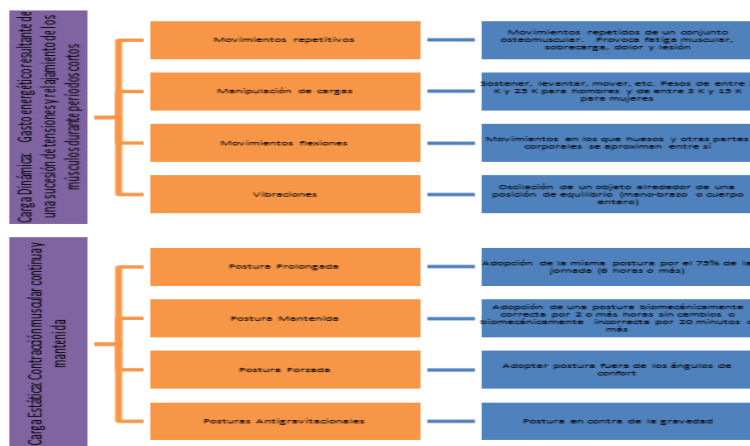 Carga Dinámica: Gasto energético resultante de
una sucesión de tensiones y relajamiento de los
músculos durante períodos cortos
Movimientos repetitivos
Movimientos repetidos de un conjunto
osteomuscular. Provoca fatiga muscular,
sobrecarga, dolor y lesión
Manipulación de cargas
Sostener, levantar, mover, etc. Pesos de entre
K y 25 K para hombres y de entre 3 K y 15 K
para mujeres
Movimientos flexiones
Movimientos en los que huesos y otras partes
corporales se aproximan entre sí
Vibraciones
Oscilación de un objeto alrededor de una
posición de equilibrio (mano-brazo o cuerpo
entero)
Carga Estática: Contracción muscular continua y
mantenida
Postura Prolongada
Adopción de la misma postura por el 75% de la
jornada (6 horas o más)
Postura Mantenida
Adopción de una postura biomecánicamente
correcta por 2 o más horas sin cambios o
biomecánicamente incorrecta por 20 minutos o
más
Postura Forzada
Adoptar postura fuera de los ángulos de
confort
Posturas Antigravitacionales
Postura en contra de la gravedad